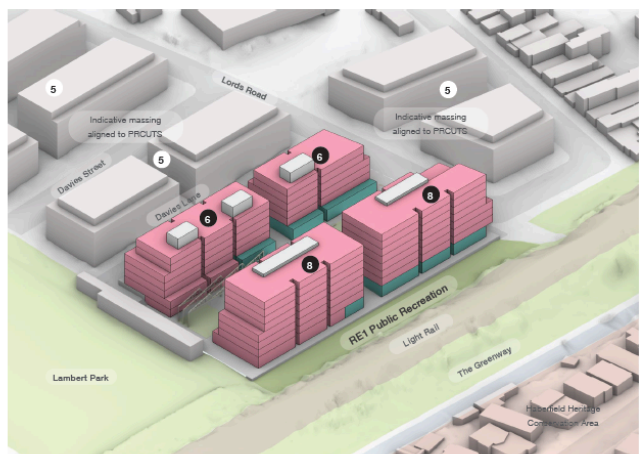 Lords Road
5
Indicative massing
aligned to PRCUTS
5
Indicative massing
aligned to PRCUTS
5
6
Davies Street
Davies Lane
6
8
8
RE1 Public Recreation
Light Rail
The Greenway
Lambert Park
Haberfield Heritage
Conservation Area